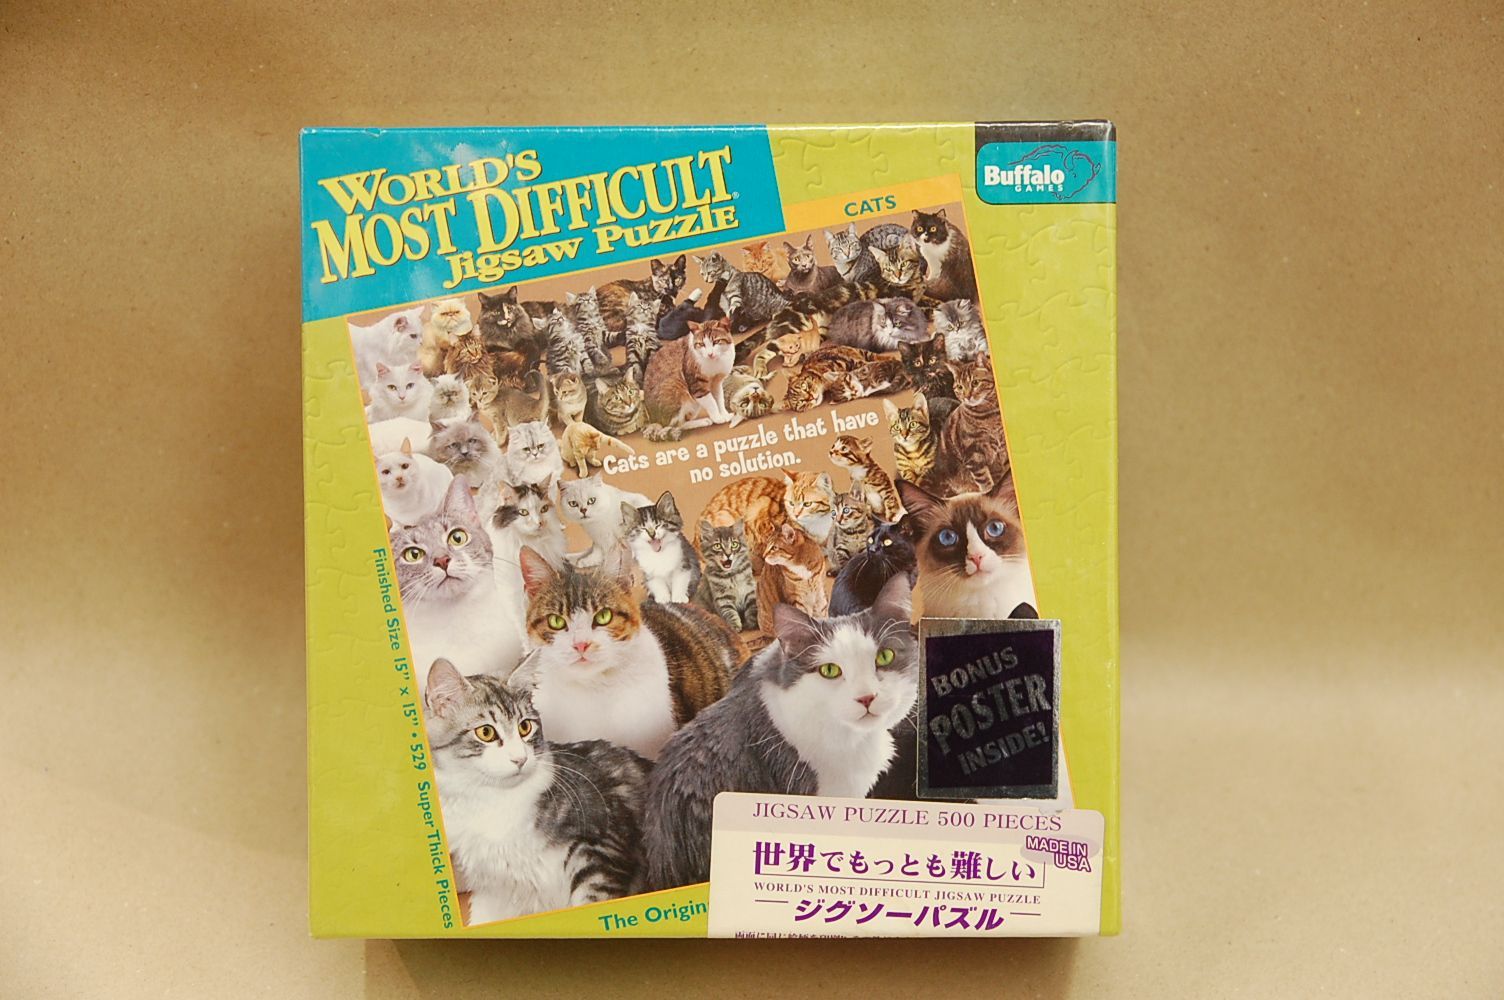 WORLD'S
MOST DIFFICULT®
Jigsaw Puzzle
CATS
Buffalo
GAMES
Cats are a puzzle that have
no solution.
Finished Size 15" x 15" • 529 Super Thick Pieces
BONUS
POSTER
INSIDE!
The Origin
JIGSAW PUZZLE 500 PIECES
MADE IN
USA
世界でもっとも難しい
WORLD'S MOST DIFFICULT JIGSAW PUZZLE
ジグソーパズル